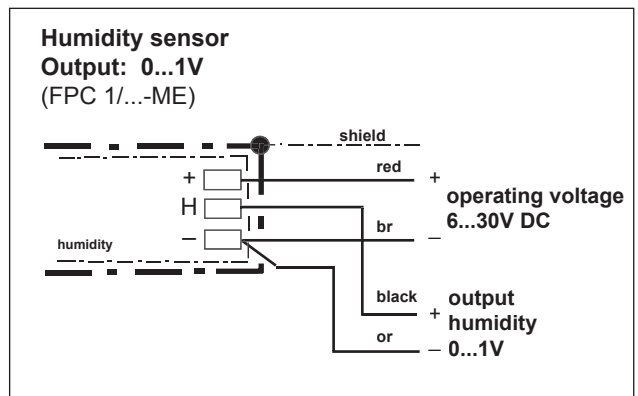 Humidity sensor
Output: 0...1V
(FPC 1/...-ME)
shield
red
+ +
operating voltage
H
6...30V DC
br
– –
humidity
black
+ output
humidity
or
– 0...1V